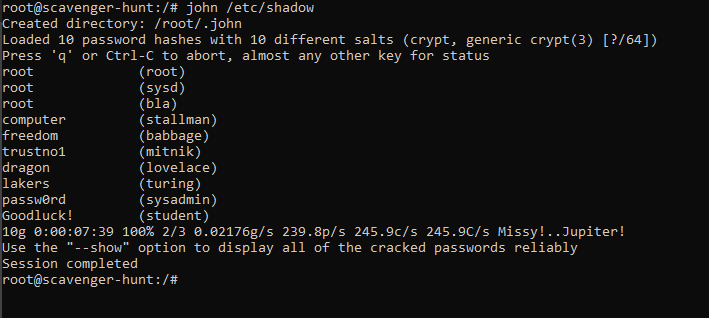 root@scavenger-hunt:/# john /etc/shadow
Created directory: /root/.john
Loaded 10 password hashes with 10 different salts (crypt, generic crypt(3) [?/64])
Press 'q' or Ctrl-C to abort, almost any other key for status
root             (root)
root             (sysd)
root             (bla)
computer         (stallman)
freedom          (babbage)
trustno1         (mitnik)
dragon           (lovelace)
lakers           (turing)
passw0rd         (sysadmin)
Goodluck!        (student)
10g 0:00:07:39 100% 2/3 0.02176g/s 239.8p/s 245.9c/s 245.9C/s Missy!..Jupiter!
Use the "--show" option to display all of the cracked passwords reliably
Session completed
root@scavenger-hunt:/#